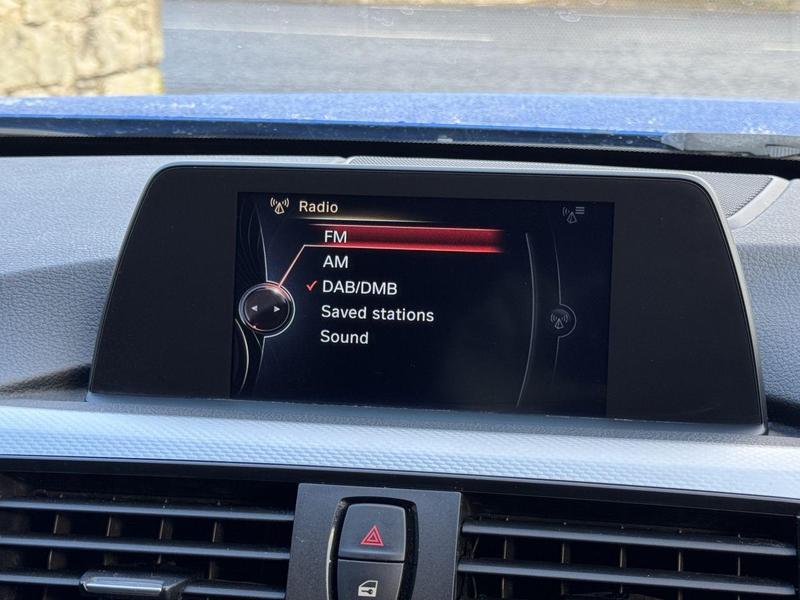 Radio
FM
AM
DAB/DMB
Saved stations
Sound